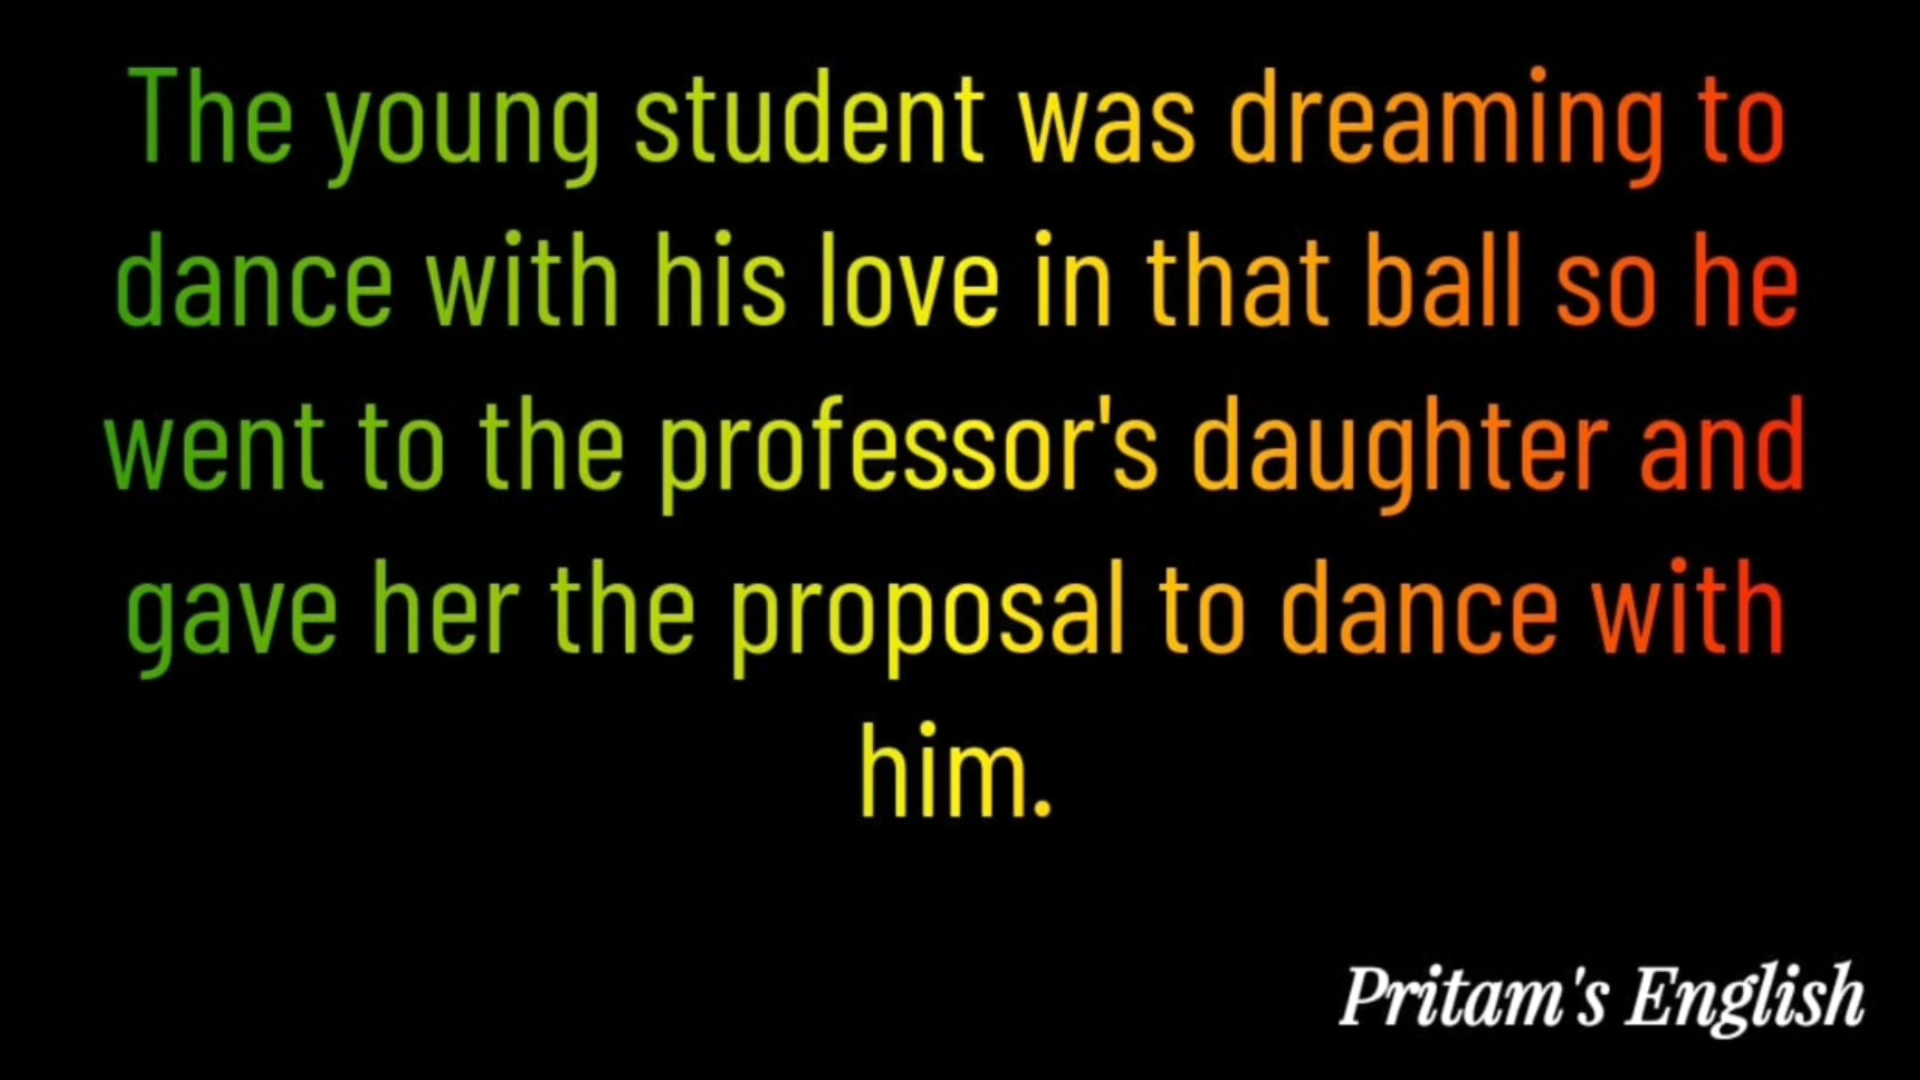 The young student was dreaming to
dance with his love in that ball so he
went to the professor's daughter and
gave her the proposal to dance with
him.
Pritam's English